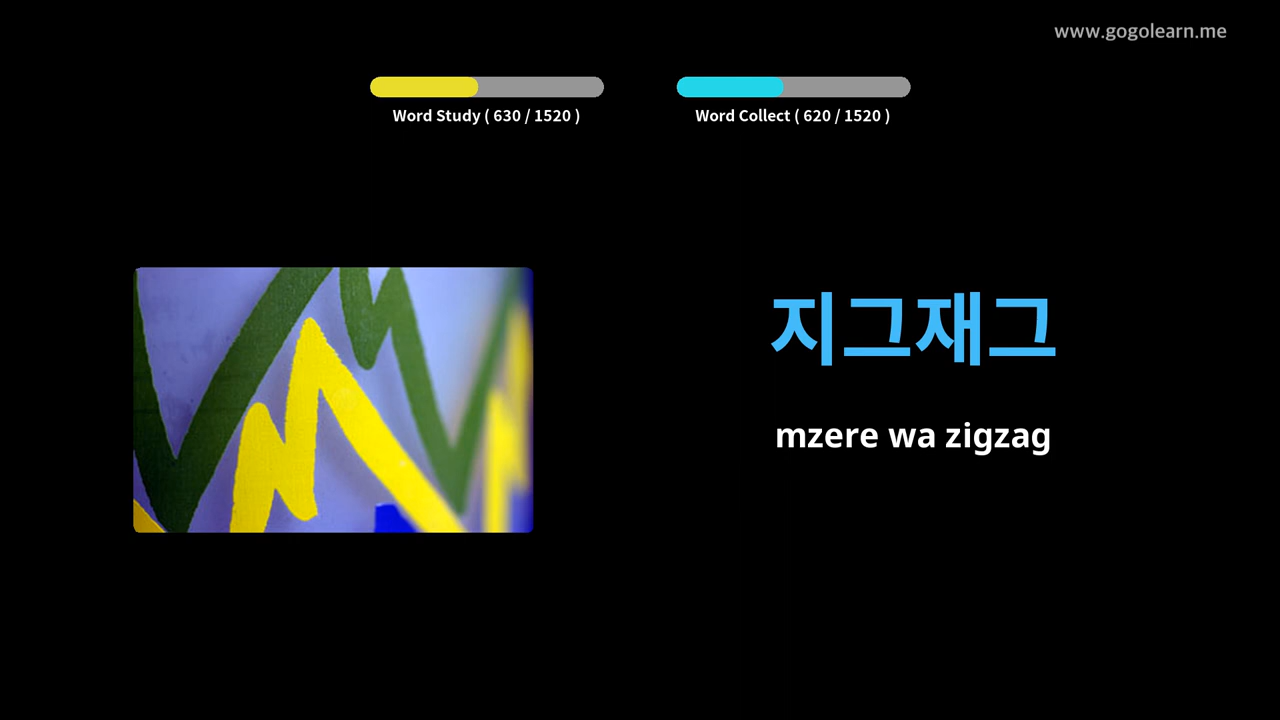 www.gogolearn.me
Word Study ( 630 / 1520 )
Word Collect ( 620 / 1520 )
지그재그
mzere wa zigzag